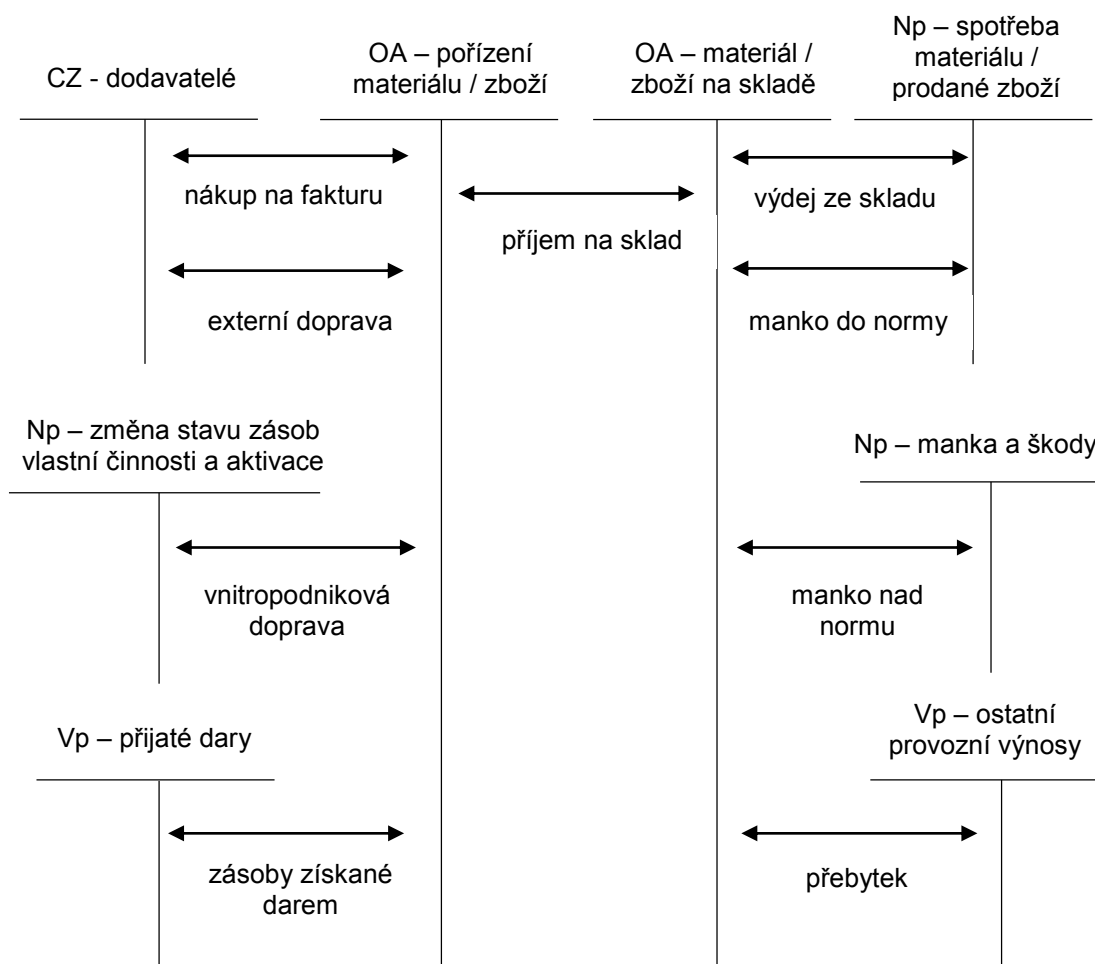 CZ - dodavatelé
OA – pořízení
materiálu / zboží
OA – materiál /
zboží na skladě
Np – spotřeba
materiálu /
prodané zboží
nákup na fakturu
příjem na sklad
výdej ze skladu
externí doprava
manko do normy
Np – změna stavu zásob
vlastní činnosti a aktivace
Np – manka a škody
vnitropodniková
doprava
manko nad
normu
Vp – přijaté dary
Vp – ostatní
provozní výnosy
zásoby získané
darem
přebytek